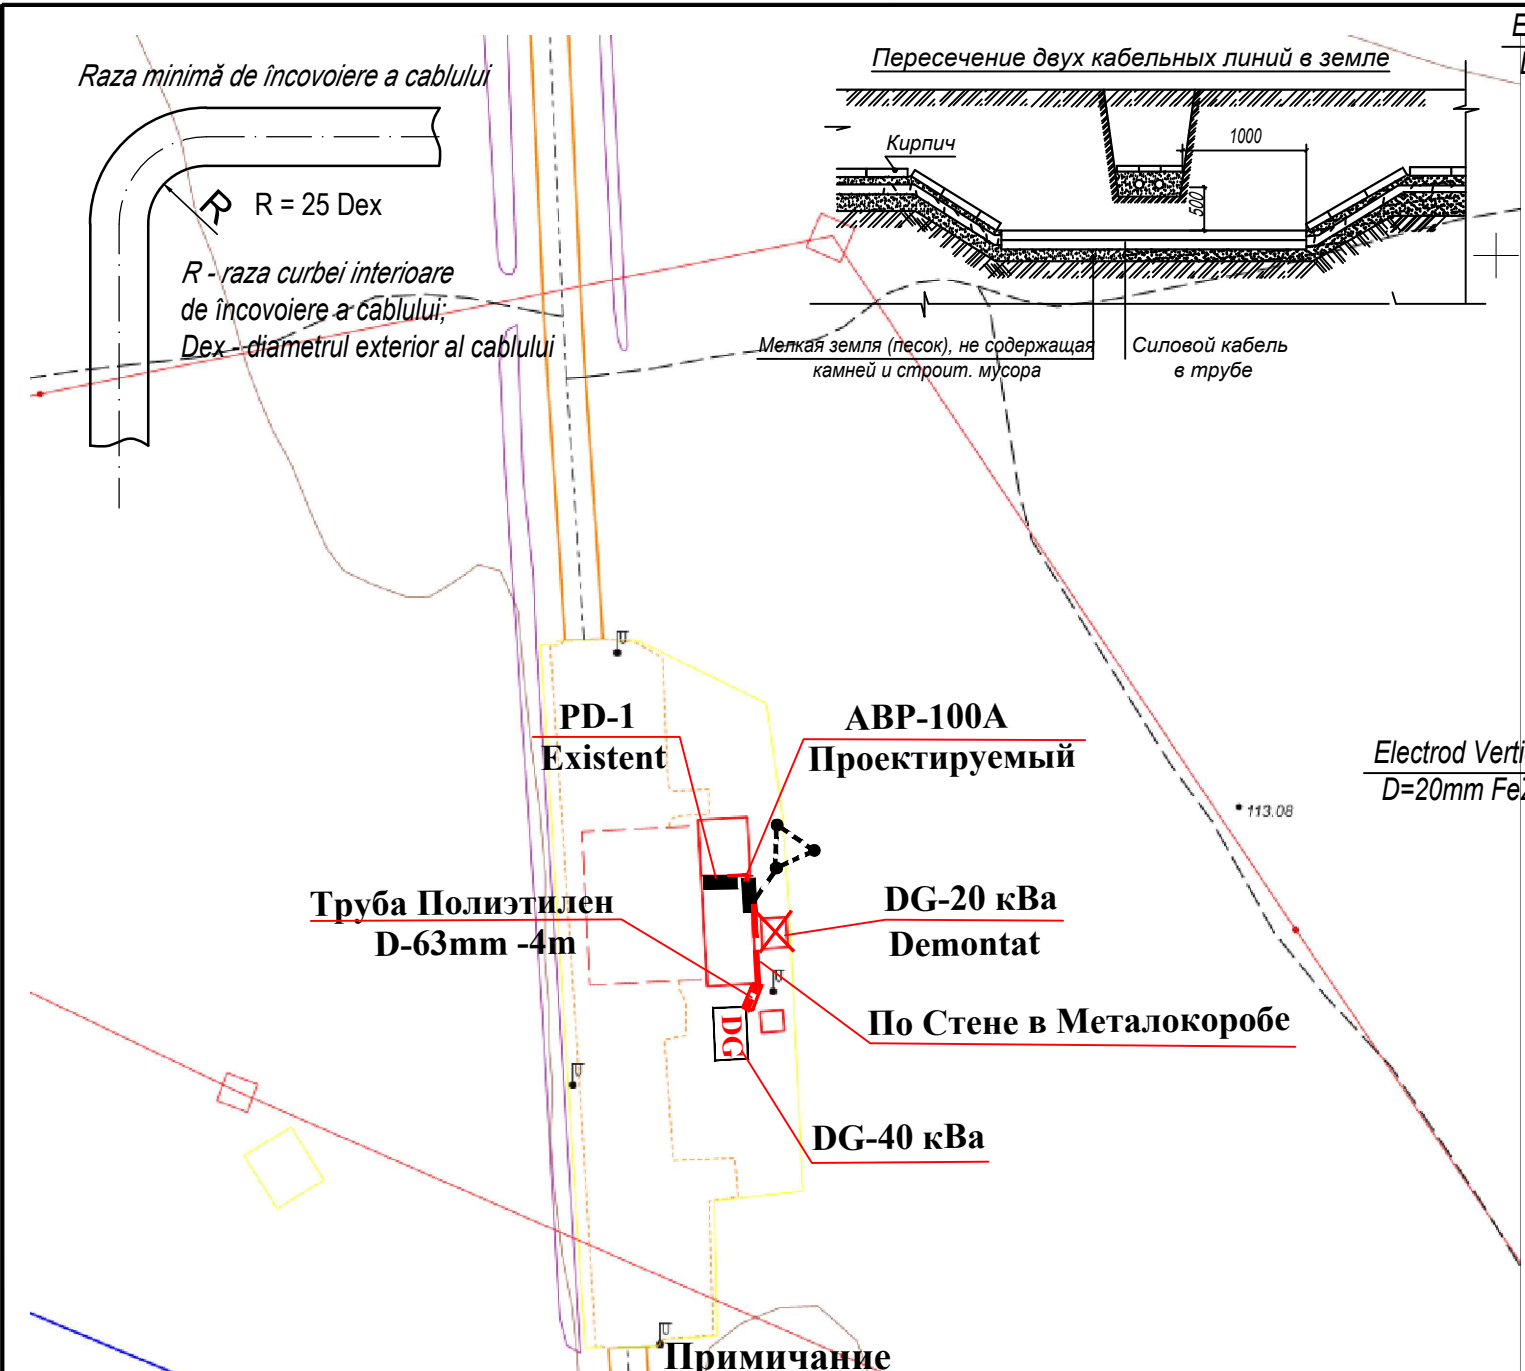 Raza minimă de încovoiere a cablului
R
R = 25 Dex
R - raza curbei interioare
de încovoiere a cablului;
Dex - diametrul exterior al cablului
Пересечение двух кабельных линий в земле
Кирпич
1000
500
Мелкая земля (песок), не содержащая
камней и строит. мусора
Силовой кабель
в трубе
PD-1
Existent
АВР-100А
Проектируемый
Electrod Verti
D=20mm FeZ
113.08
Труба Полиэтилен
D-63mm -4m
DG-20 кВа
Demontat
По Стене в Металокоробе
DG
DG-40 кВа
Примичание